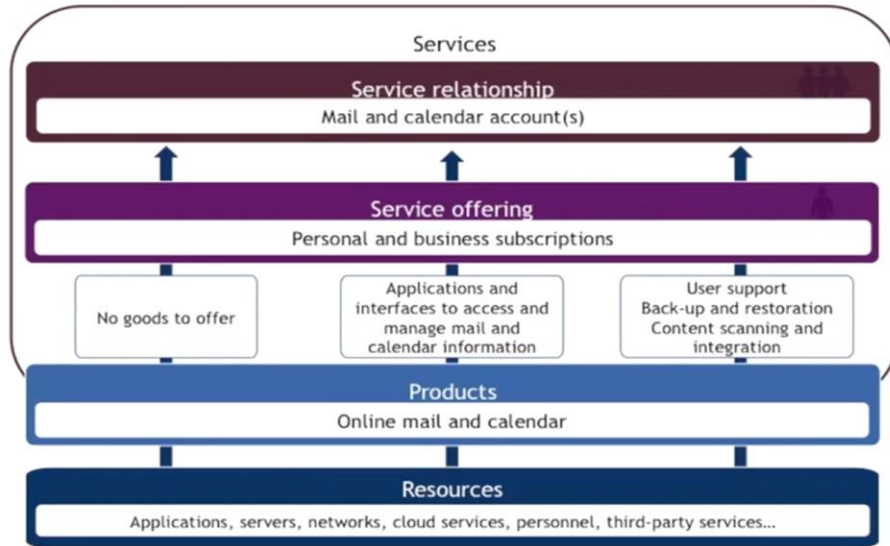 Services
Service relationship
Mail and calendar account(s)
Service offering
Personal and business subscriptions
No goods to offer
Applications and
interfaces to access and
manage mail and
calendar information
User support
Back-up and restoration
Content scanning and
integration
Products
Online mail and calendar
Resources
Applications, servers, networks, cloud services, personnel, third-party services…